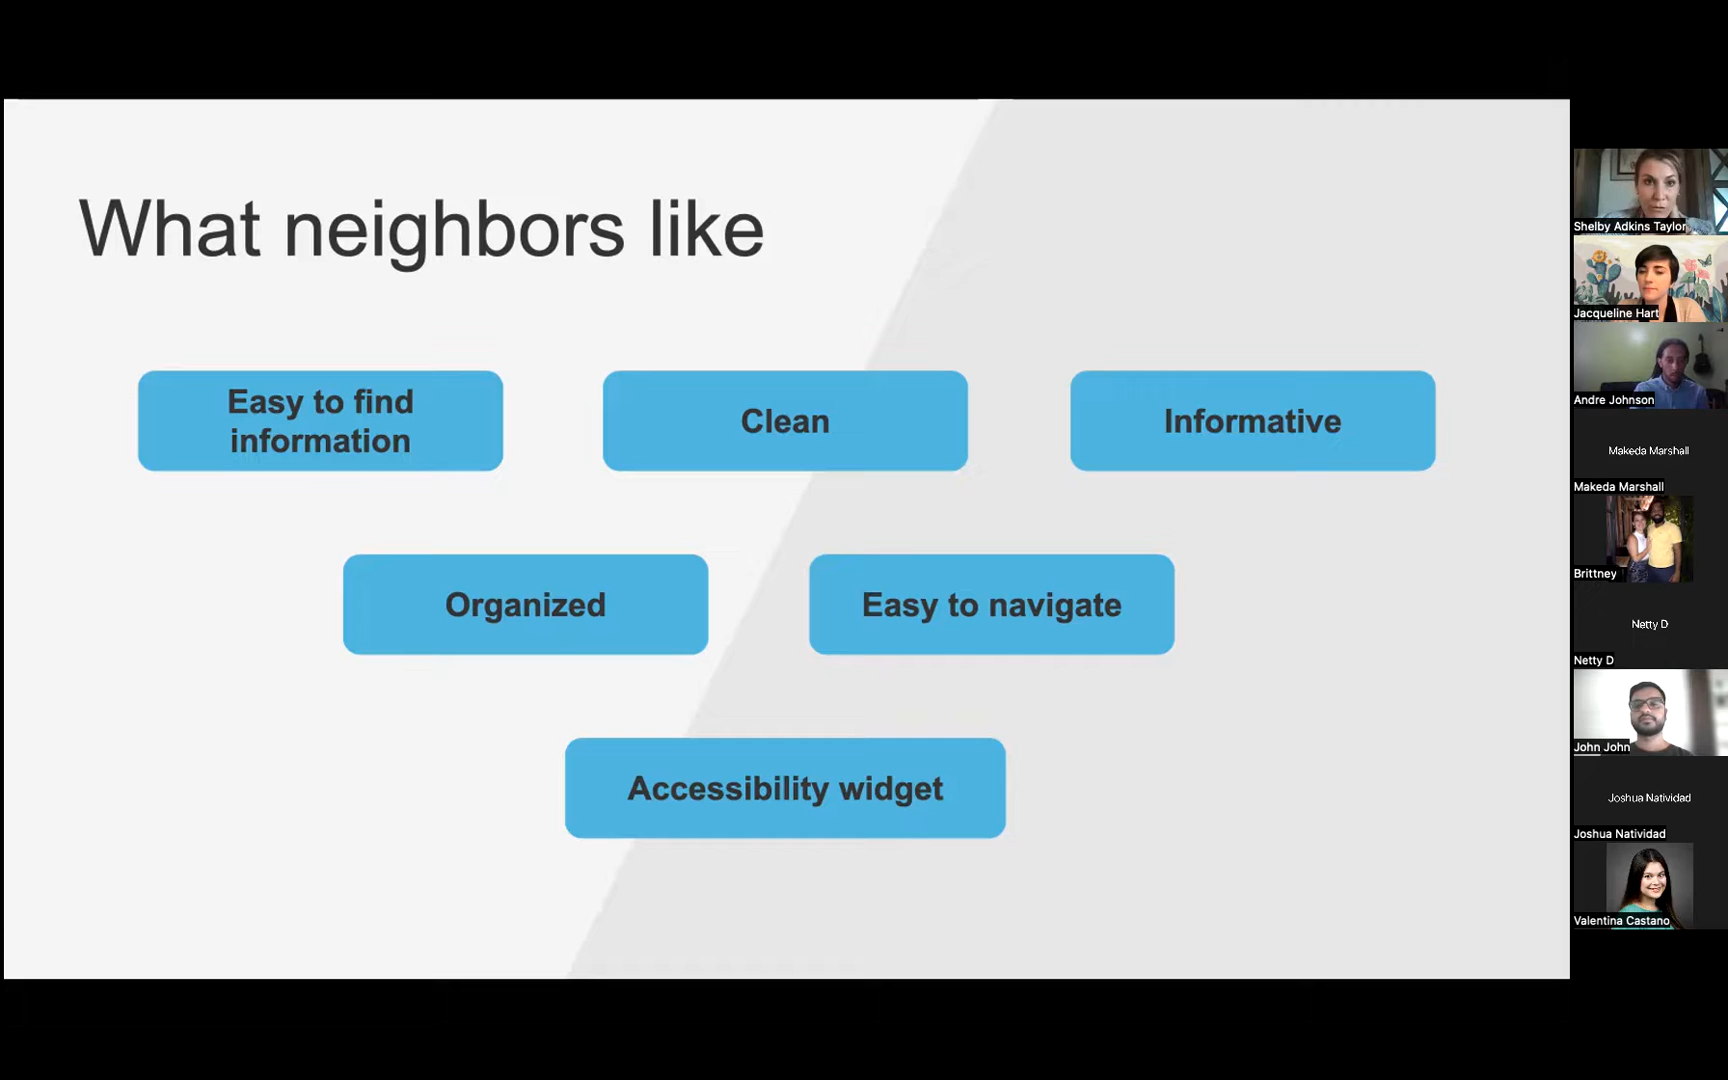 What neighbors like
Easy to find
information
Clean
Informative
Organized
Easy to navigate
Accessibility widget
Shelby Adkins Taylor
Jacqueline Hart
Andre Johnson
Makeda Marshall
Makeda Marshall
Brittney
Netty D
Netty D
John John
Joshua Natividad
Joshua Natividad
Valentina Castano